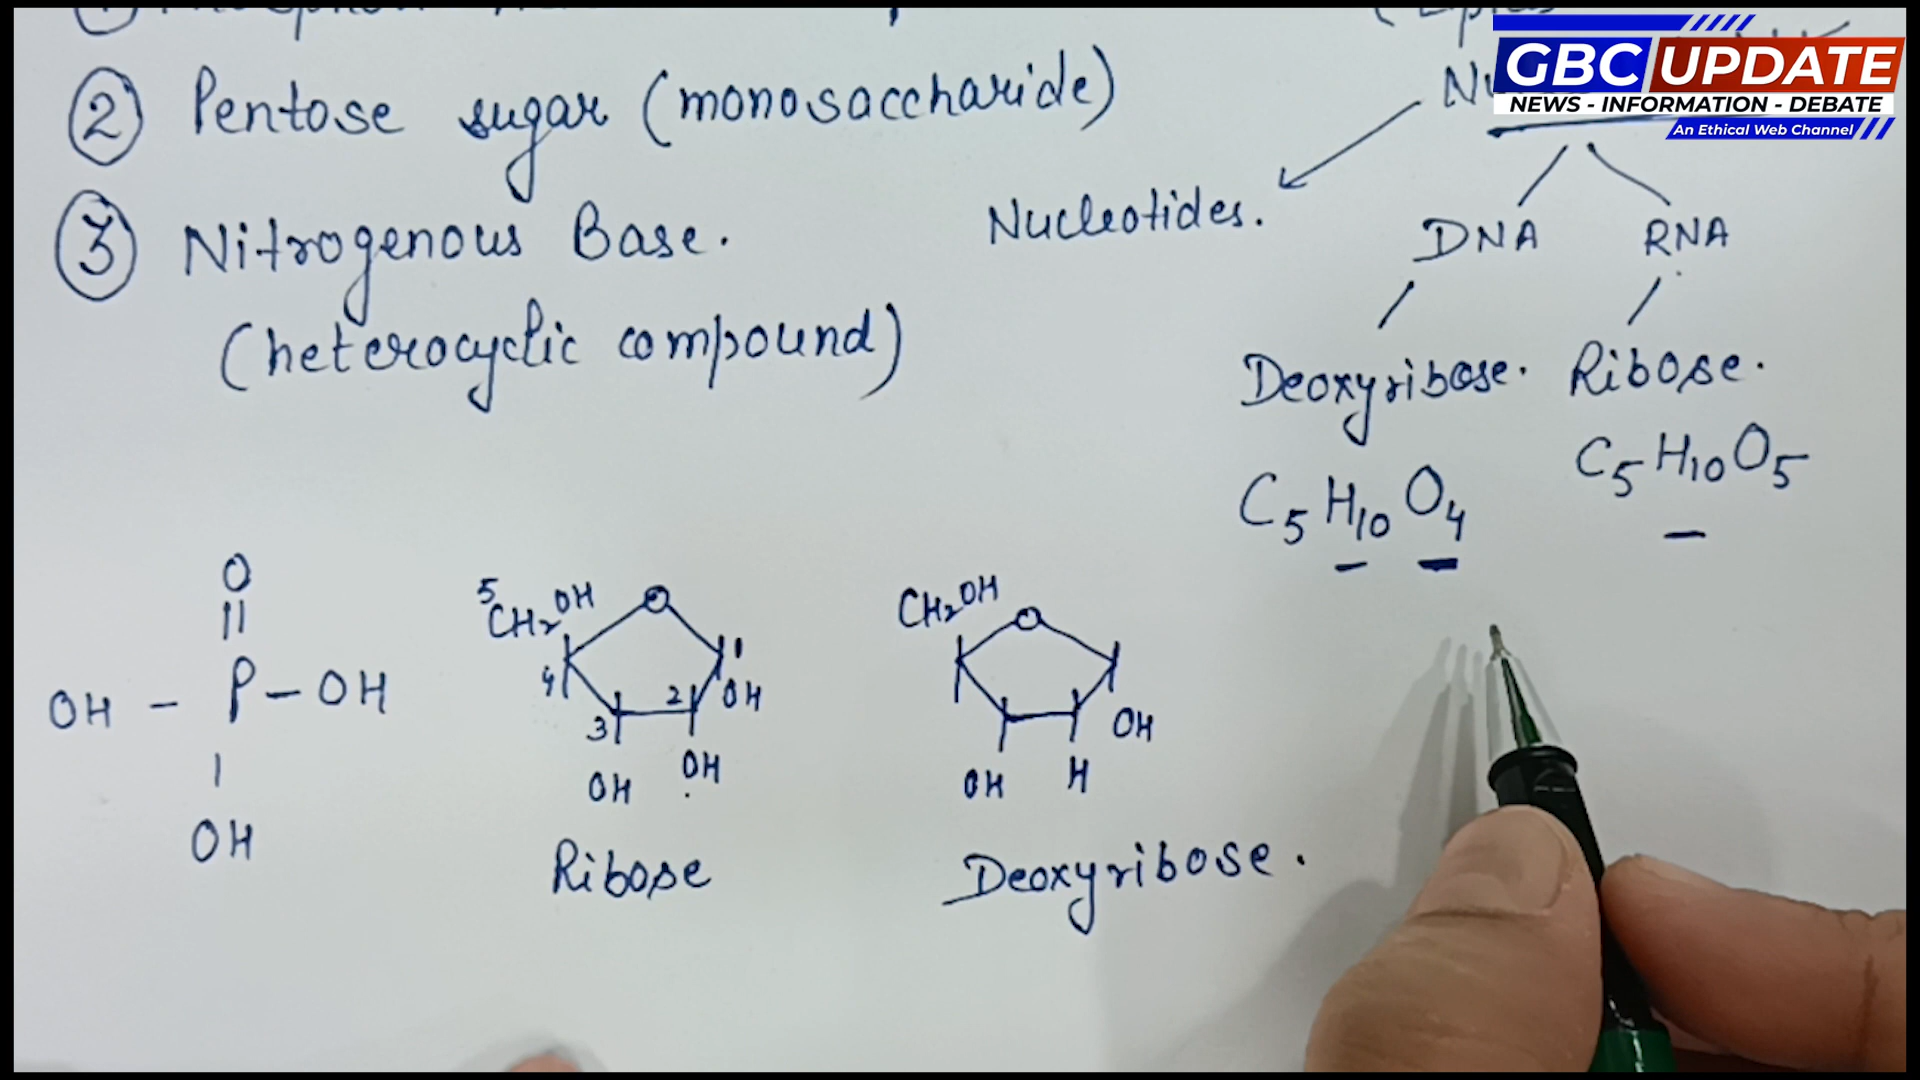 ② Pentose sugar (monosaccharide)
③ Nitrogenous Base.
(heterocyclic compound)
GBC UPDATE
NEWS - INFORMATION - DEBATE
An Ethical Web Channel
Nucleotides.
DNA RNA
Deoxyribose. Ribose.
C5H10O4 C5H10O5
O
OH - P - OH
OH
5
CH2OH O
4 1
3 2 OH
OH OH
Ribose
CH2OH O
OH
OH H
Deoxyribose.